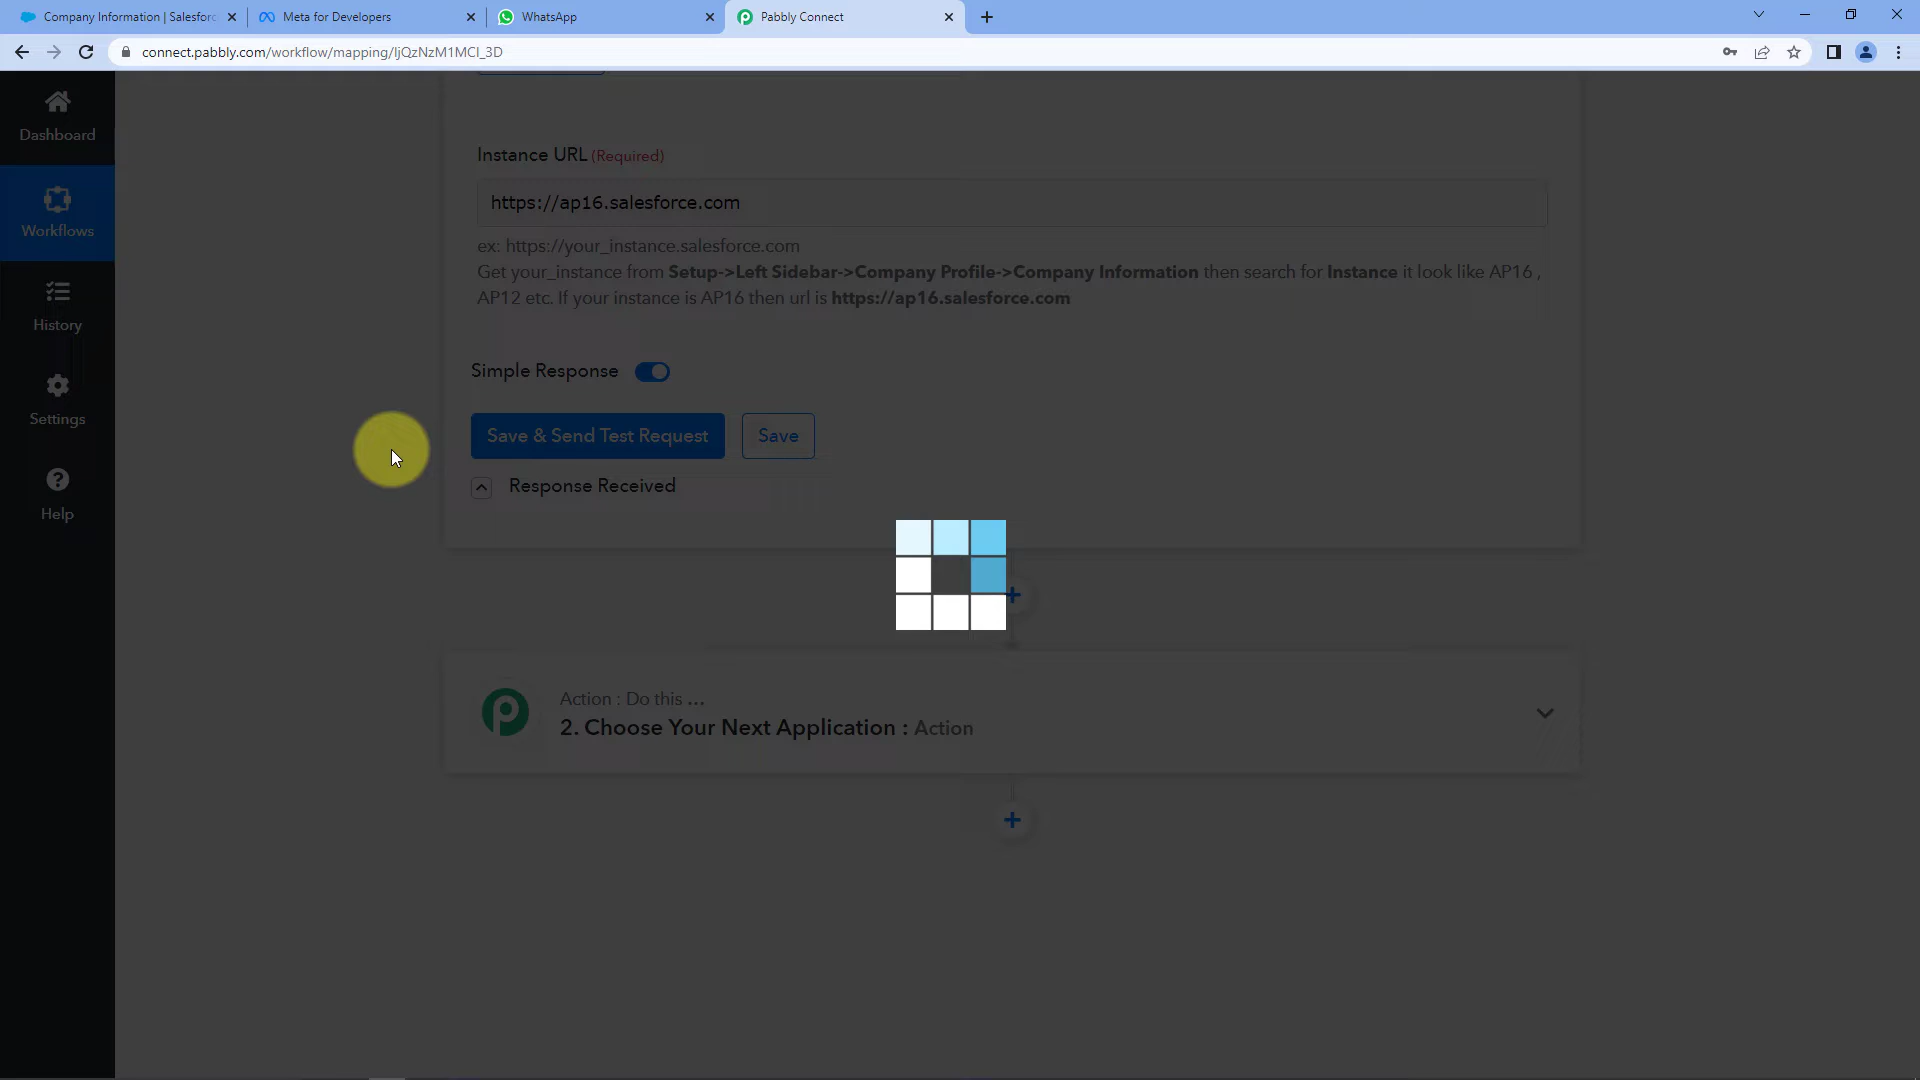 Company Information | Salesforc
Meta for Developers
WhatsApp
Pabbly Connect
connect.pabbly.com/workflow/mapping/IjQzNzM1MCI_3D
Dashboard
Workflows
History
Settings
Help
Instance URL (Required)
https://ap16.salesforce.com
ex: https://your_instance.salesforce.com
Get your_instance from Setup->Left Sidebar->Company Profile->Company Information then search for Instance it look like AP16 ,
AP12 etc. If your instance is AP16 then url is https://ap16.salesforce.com
Simple Response
Save & Send Test Request
Save
Response Received
Action : Do this ...
2. Choose Your Next Application : Action